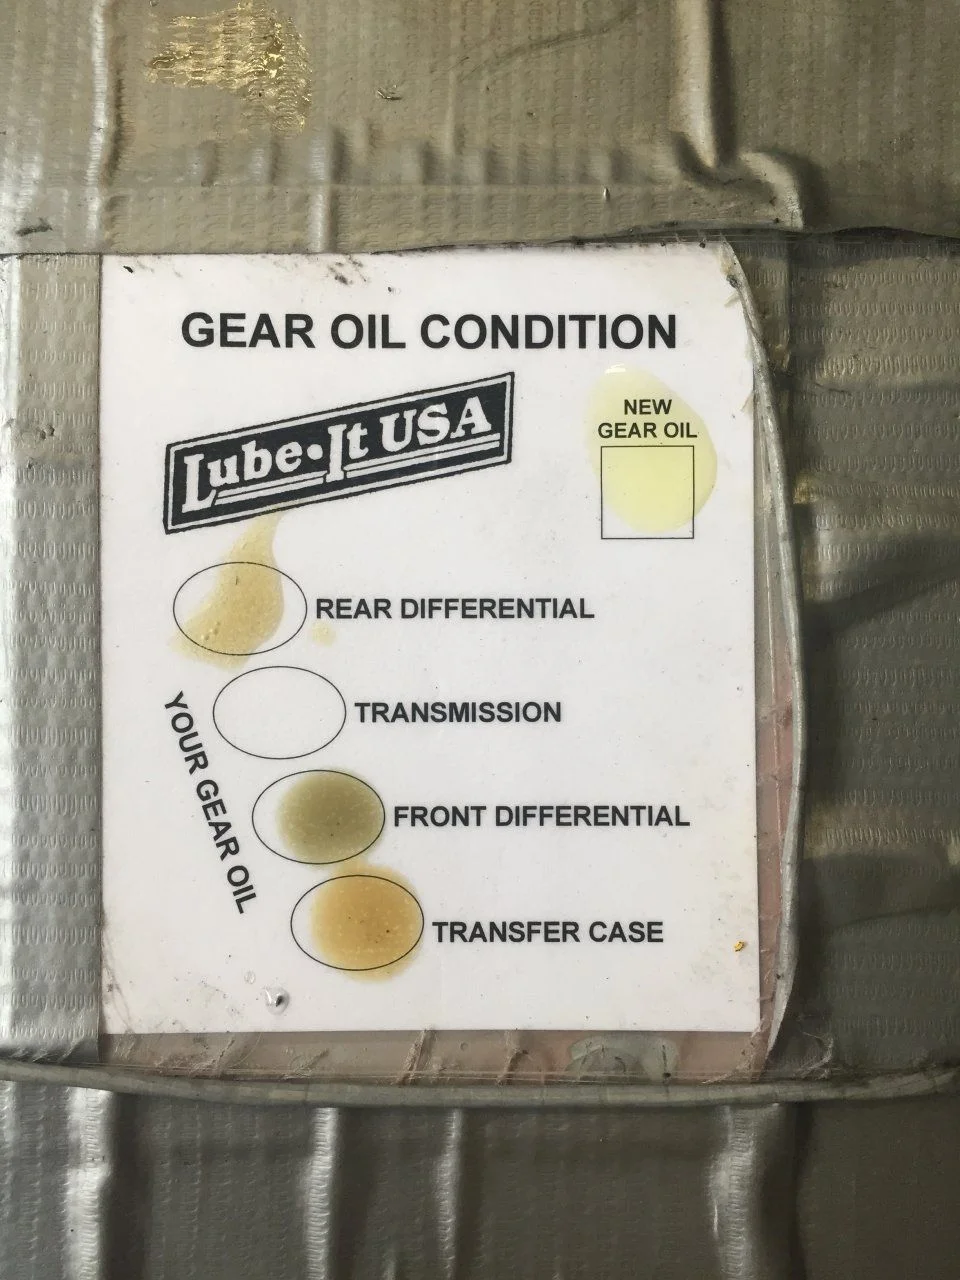 GEAR OIL CONDITION
Lube•It USA
NEW
GEAR OIL
REAR DIFFERENTIAL
TRANSMISSION
YOUR GEAR OIL
FRONT DIFFERENTIAL
TRANSFER CASE